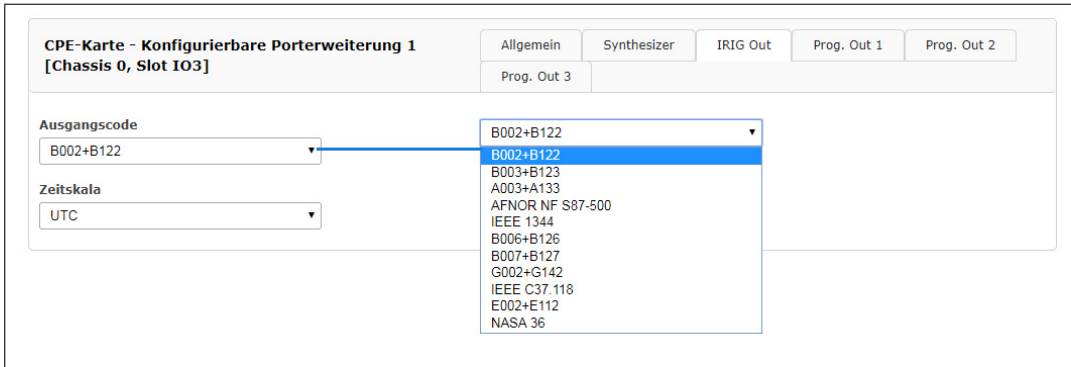 CPE-Karte - Konfigurierbare Porterweiterung 1
[Chassis 0, Slot IO3]
Allgemein
Synthesizer
IRIG Out
Prog. Out 1
Prog. Out 2
Prog. Out 3
Ausgangscode
B002+B122
Zeitskala
UTC
B002+B122
B002+B122
B003+B123
A003+A133
AFNOR NF S87-500
IEEE 1344
B006+B126
B007+B127
G002+G142
IEEE C37.118
E002+E112
NASA 36